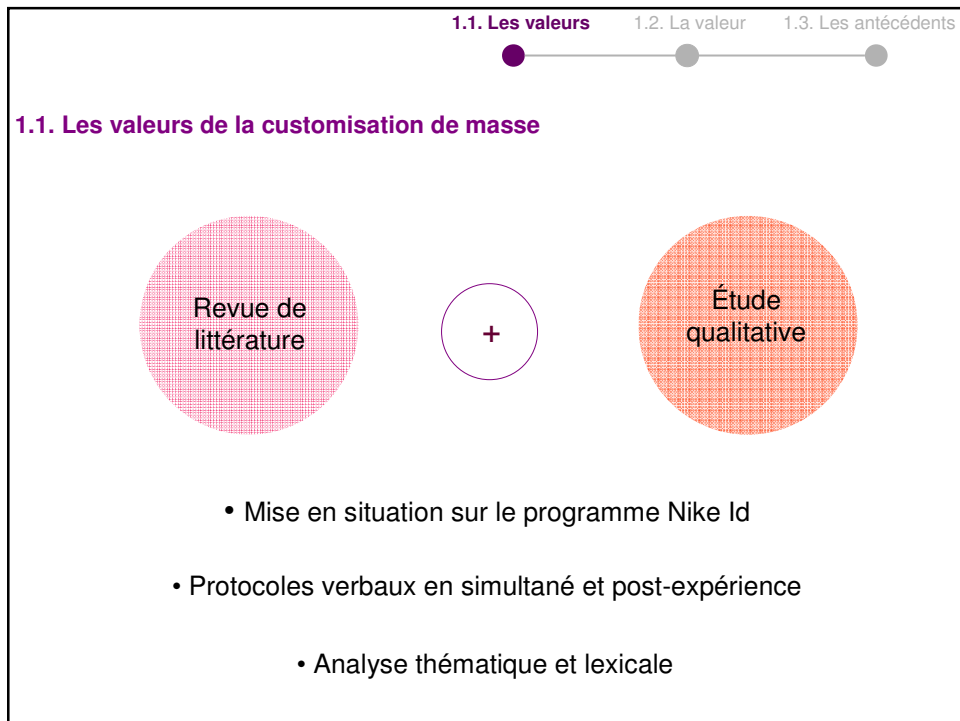 1.1. Les valeurs 1.2. La valeur 1.3. Les antécédents
1.1. Les valeurs de la customisation de masse
Revue de
littérature
+
Étude
qualitative
• Mise en situation sur le programme Nike Id
• Protocoles verbaux en simultané et post-expérience
• Analyse thématique et lexicale